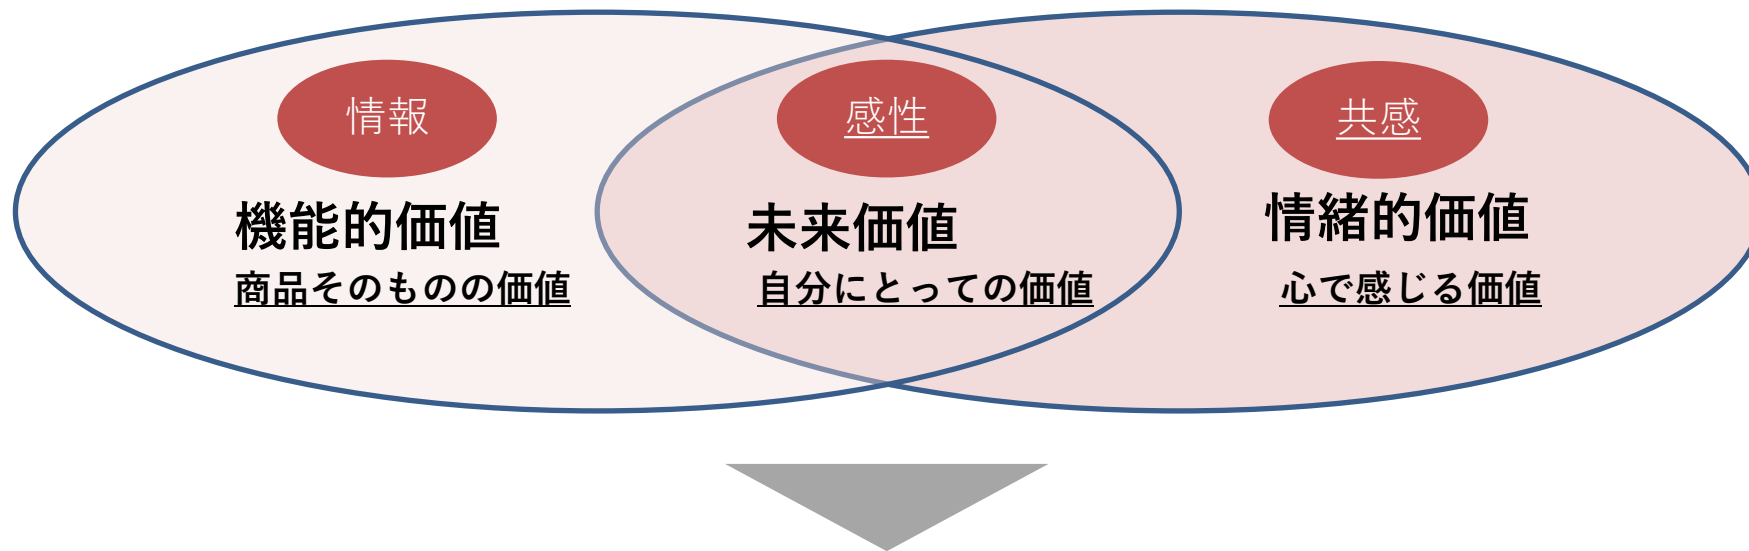 情報
機能的価値
商品そのものの価値
感性
未来価値
自分にとっての価値
共感
情緒的価値
心で感じる価値